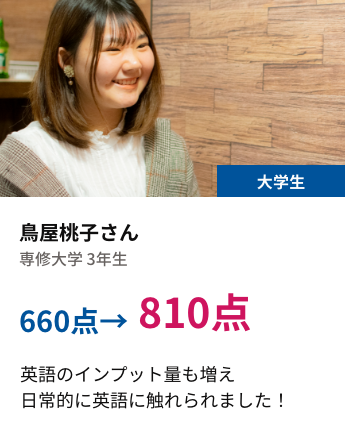 大学生
鳥屋桃子さん
専修大学 3年生
660点→ 810点
英語のインプット量も増え
日常的に英語に触れられました！